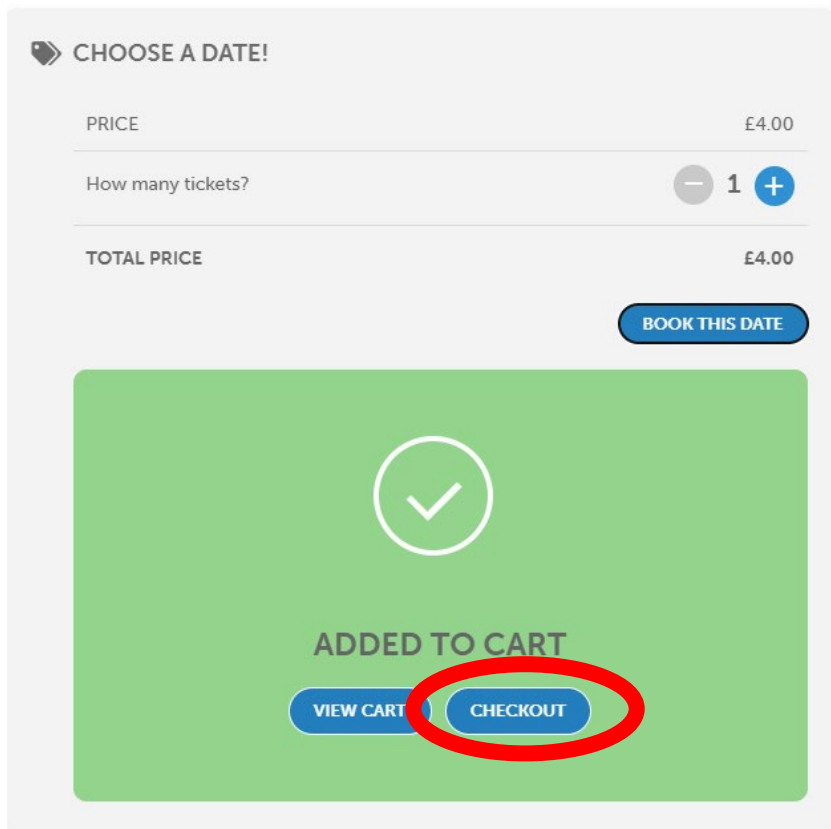 CHOOSE A DATE!
PRICE £4.00
How many tickets? 1
TOTAL PRICE £4.00
BOOK THIS DATE
ADDED TO CART
VIEW CART CHECKOUT